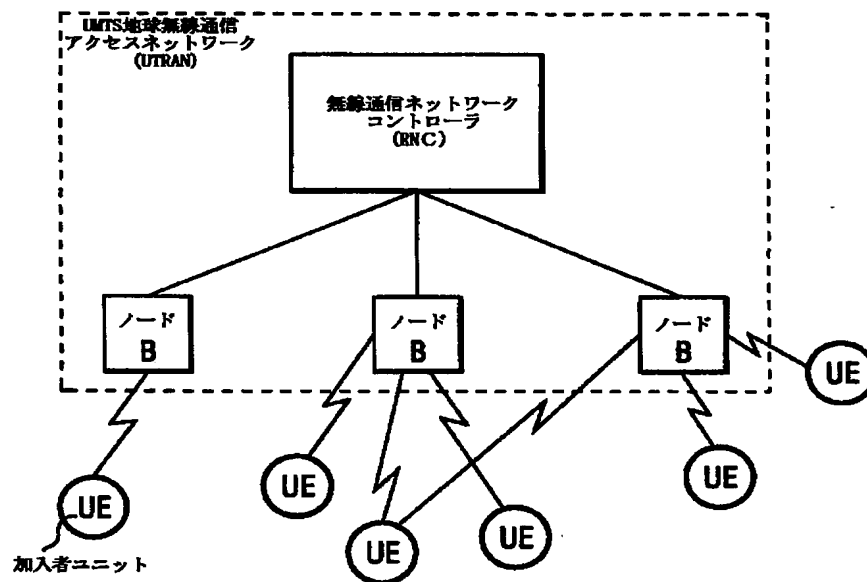 UMTS地球無線通信
アクセスネットワーク
(UTRAN)
無線通信ネットワーク
コントローラ
(RNC)
ノード
B
ノード
B
ノード
B
UE
UE
UE
UE
UE
UE
加入者ユニット